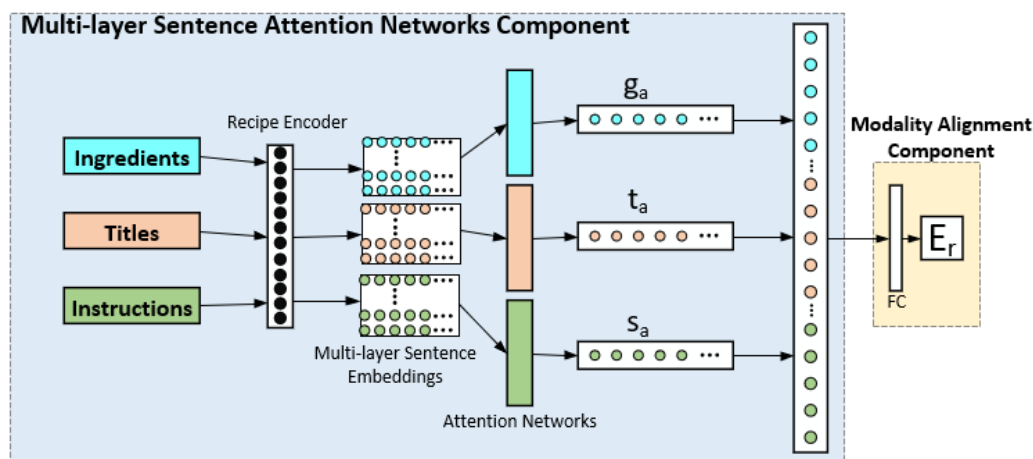 Multi-layer Sentence Attention Networks Component
Recipe Encoder
Ingredients
Titles
Instructions
Multi-layer Sentence
Embeddings
Attention Networks
gₐ
tₐ
sₐ
Modality Alignment
Component
Eᵣ
FC